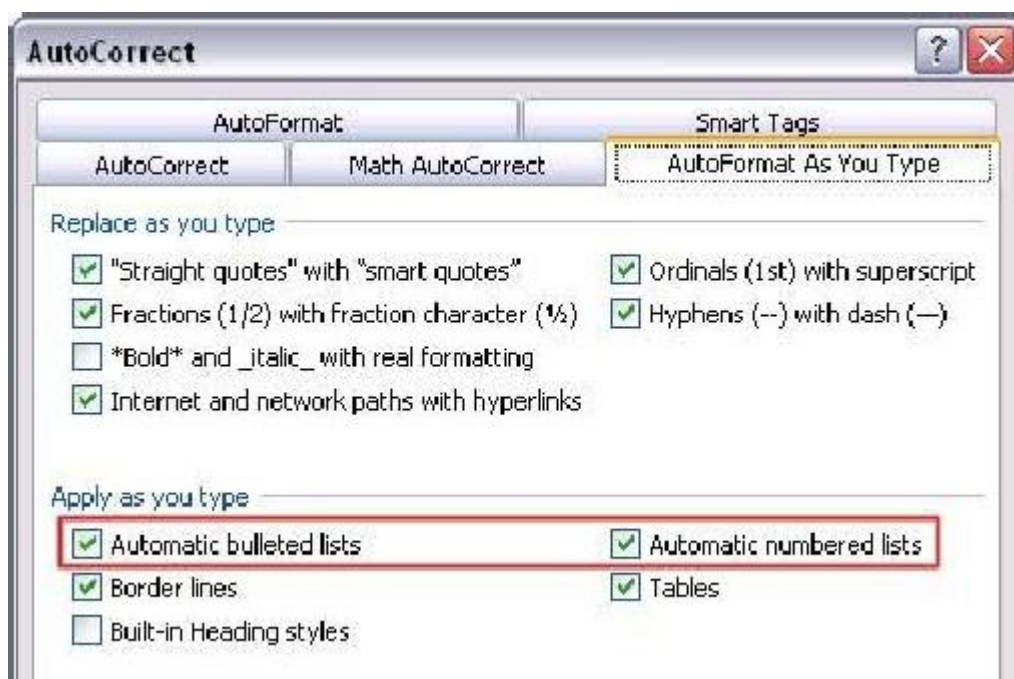 AutoCorrect
AutoFormat Smart Tags
AutoCorrect Math AutoCorrect AutoFormat As You Type
Replace as you type
"Straight quotes" with “smart quotes” Ordinals (1st) with superscript
Fractions (1/2) with fraction character (½) Hyphens (--) with dash (—)
*Bold* and _italic_ with real formatting
Internet and network paths with hyperlinks
Apply as you type
Automatic bulleted lists Automatic numbered lists
Border lines Tables
Built-in Heading styles